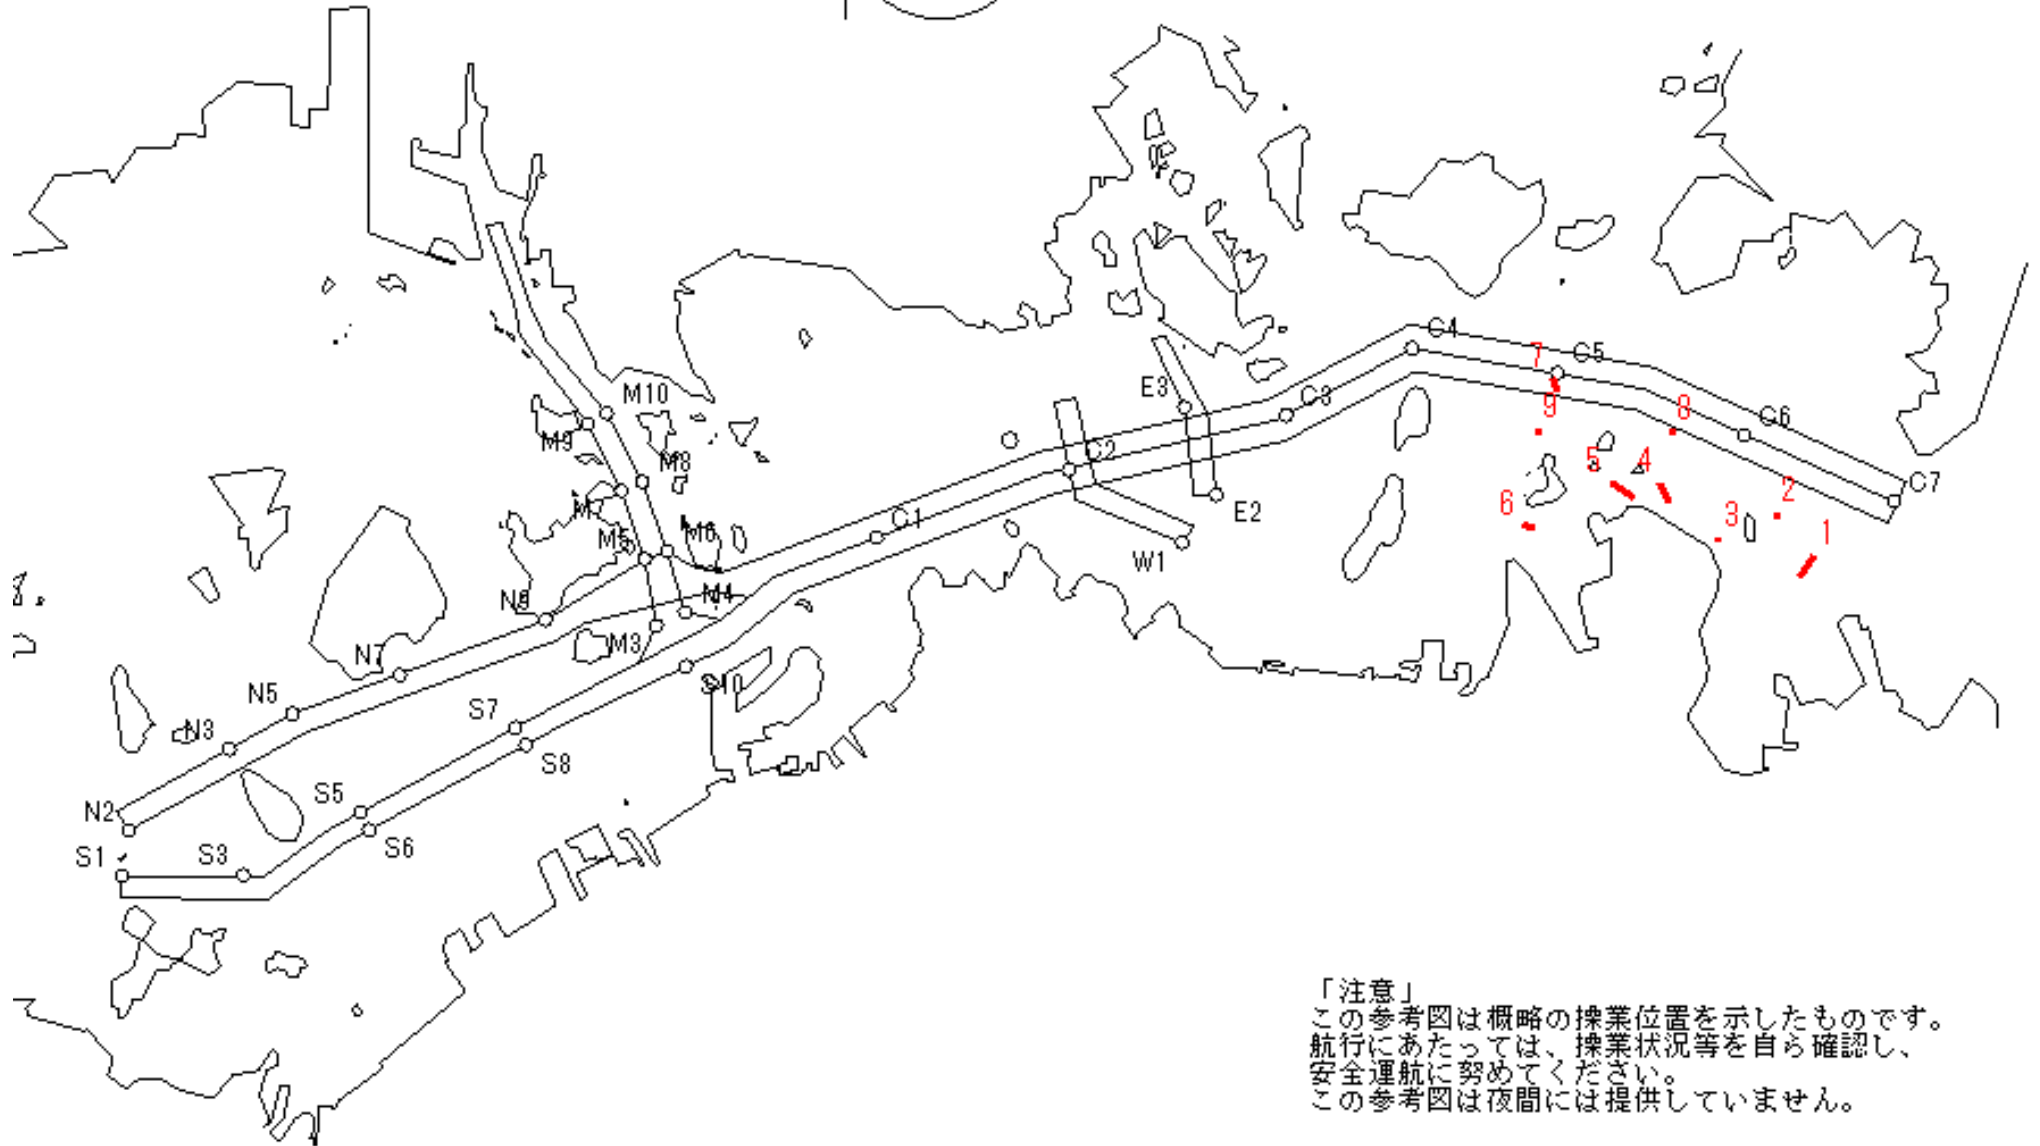 C4
7
C5
E3
M10
9
8
C3
C6
M9
C2
M8
5
4
C7
2
M7
6
E2
3
C1
1
M5
M6
W1
N9
M4
M3
N7
S10
N5
S7
N3
S8
S5
N2
S6
S1
S3
「注意」
この参考図は概略の操業位置を示したものです。
航行にあたっては、操業状況等を自ら確認し、
安全運航に努めてください。
この参考図は夜間には提供していません。